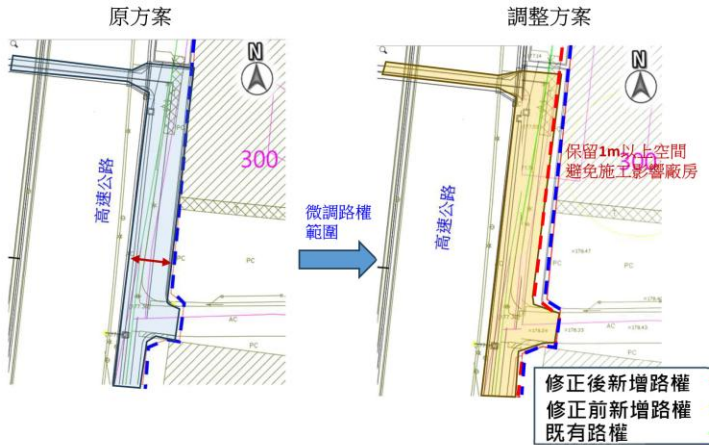 原方案
調整方案
N
N
300
300
保留1m以上空間
避免施工影響廠房
高速公路
高速公路
微調路權
範圍
PC
PC
PC
PC
PC
AC
AC
PC
修正後新增路權
修正前新增路權
既有路權